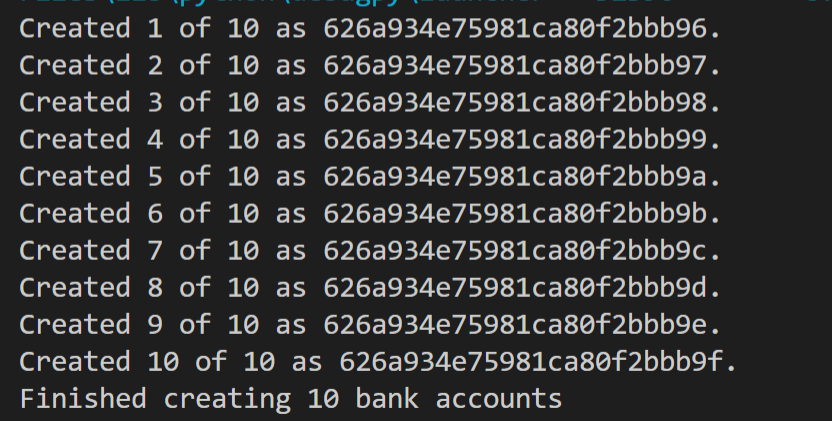 Created 1 of 10 as 626a934e75981ca80f2bbb96.
Created 2 of 10 as 626a934e75981ca80f2bbb97.
Created 3 of 10 as 626a934e75981ca80f2bbb98.
Created 4 of 10 as 626a934e75981ca80f2bbb99.
Created 5 of 10 as 626a934e75981ca80f2bbb9a.
Created 6 of 10 as 626a934e75981ca80f2bbb9b.
Created 7 of 10 as 626a934e75981ca80f2bbb9c.
Created 8 of 10 as 626a934e75981ca80f2bbb9d.
Created 9 of 10 as 626a934e75981ca80f2bbb9e.
Created 10 of 10 as 626a934e75981ca80f2bbb9f.
Finished creating 10 bank accounts